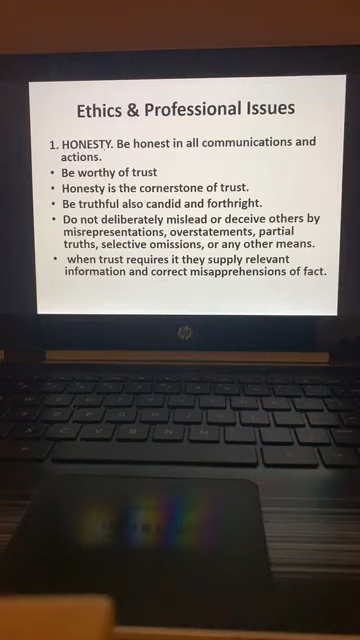 Ethics & Professional Issues
1. HONESTY. Be honest in all communications and
actions.
• Be worthy of trust
• Honesty is the cornerstone of trust.
• Be truthful also candid and forthright.
• Do not deliberately mislead or deceive others by
misrepresentations, overstatements, partial
truths, selective omissions, or any other means.
• when trust requires it they supply relevant
information and correct misapprehensions of fact.
hp